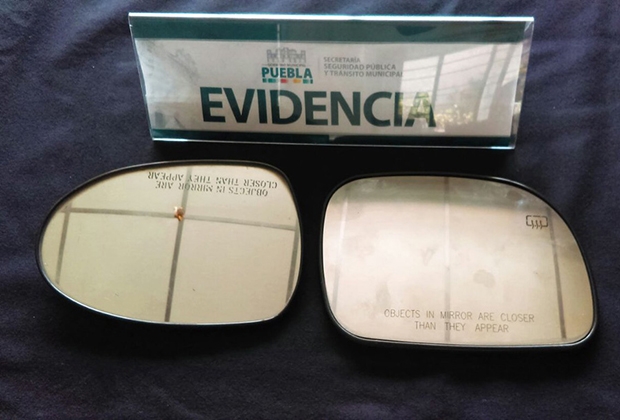 PUEBLA
SECRETARÍA
SEGURIDAD PÚBLICA
Y TRÁNSITO MUNICIPAL
EVIDENCIA
OBJECTS IN MIRROR ARE
CLOSER THAN THEY APPEAR
OBJECTS IN MIRROR ARE CLOSER
THAN THEY APPEAR